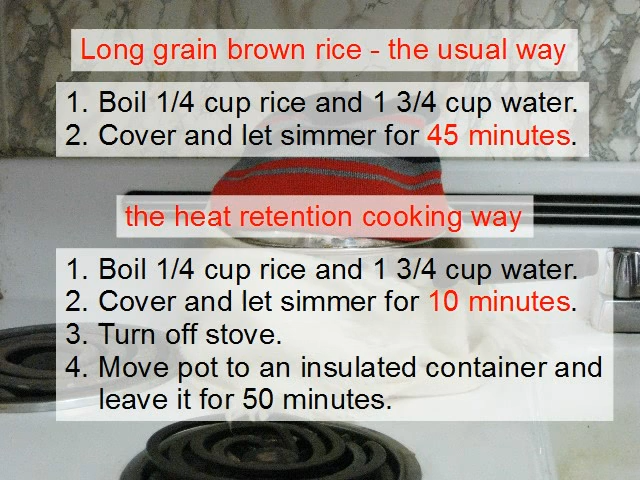 Long grain brown rice - the usual way
1. Boil 1/4 cup rice and 1 3/4 cup water.
2. Cover and let simmer for 45 minutes.
the heat retention cooking way
1. Boil 1/4 cup rice and 1 3/4 cup water.
2. Cover and let simmer for 10 minutes.
3. Turn off stove.
4. Move pot to an insulated container and
leave it for 50 minutes.